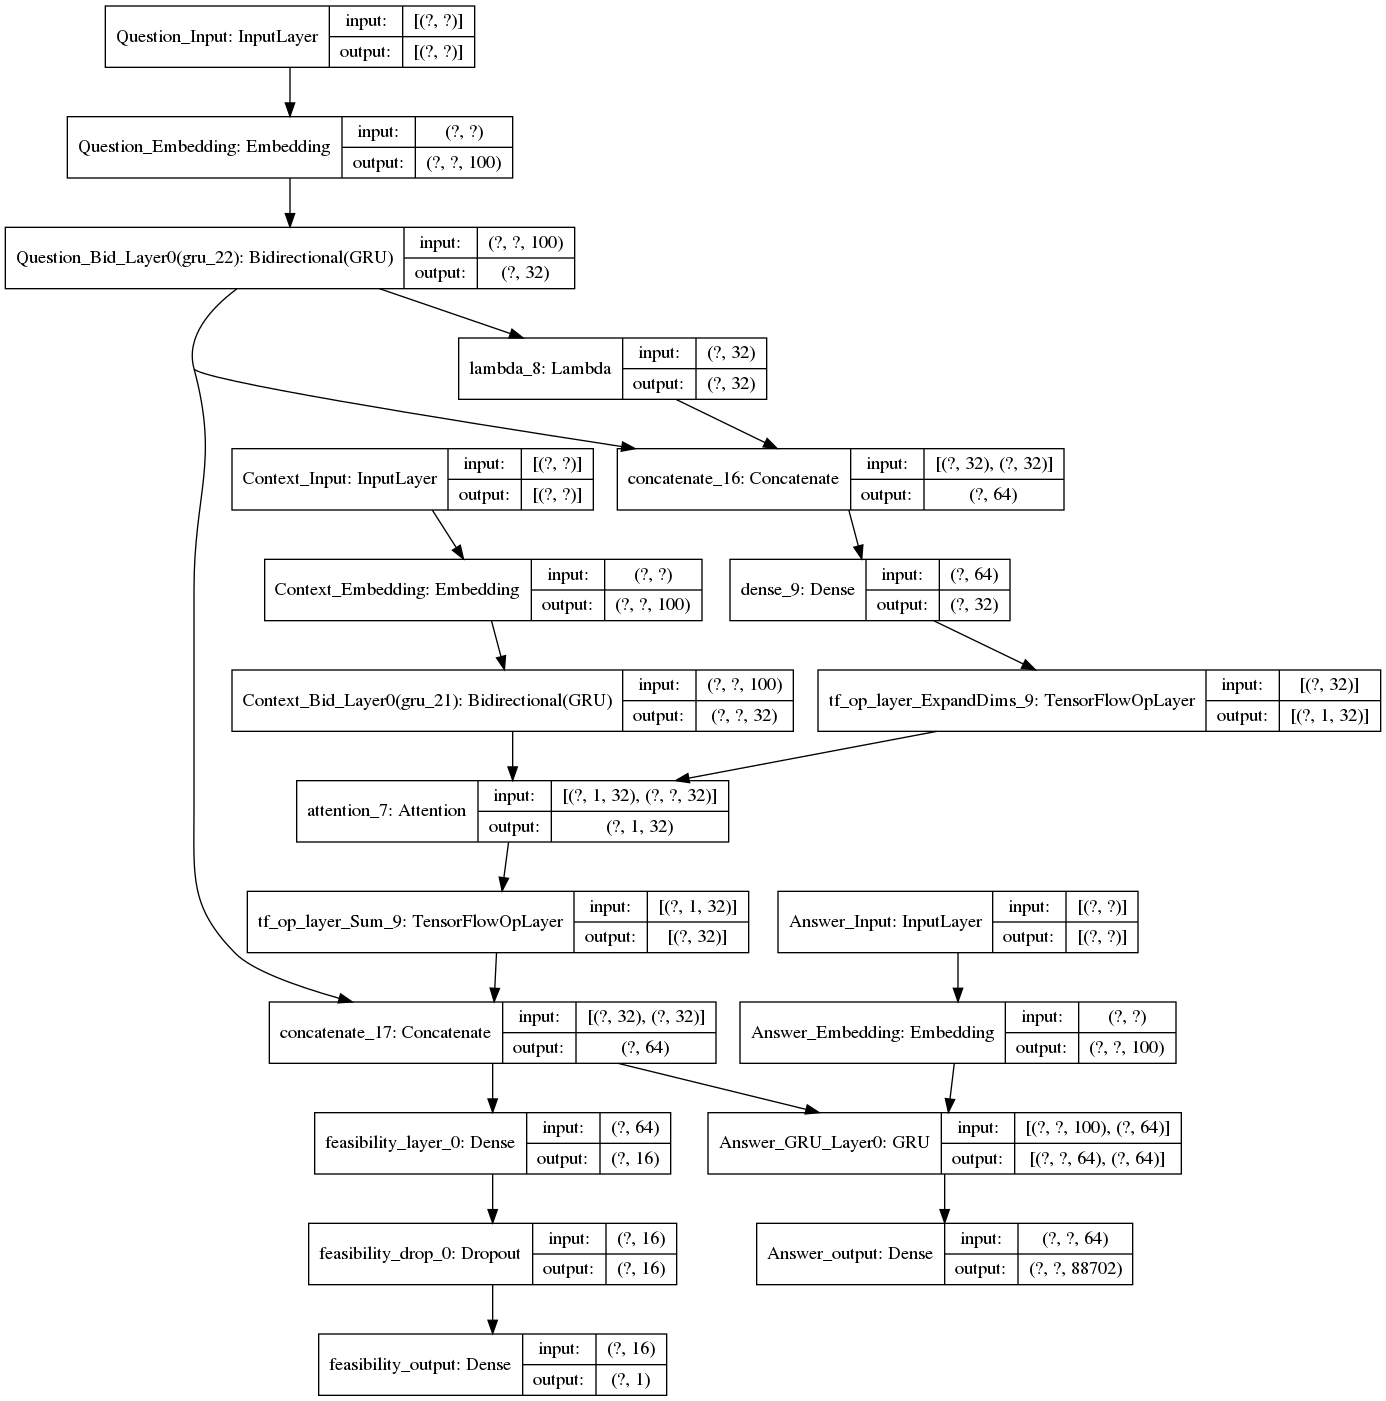 Question_Input: InputLayer
input: [(?, ?)]
output: [(?, ?)]
Question_Embedding: Embedding
input: (?, ?)
output: (?, ?, 100)
Question_Bid_Layer0(gru_22): Bidirectional(GRU)
input: (?, ?, 100)
output: (?, 32)
lambda_8: Lambda
input: (?, 32)
output: (?, 32)
Context_Input: InputLayer
input: [(?, ?)]
output: [(?, ?)]
concatenate_16: Concatenate
input: [(?, 32), (?, 32)]
output: (?, 64)
Context_Embedding: Embedding
input: (?, ?)
output: (?, ?, 100)
dense_9: Dense
input: (?, 64)
output: (?, 32)
Context_Bid_Layer0(gru_21): Bidirectional(GRU)
input: (?, ?, 100)
output: (?, ?, 32)
tf_op_layer_ExpandDims_9: TensorFlowOpLayer
input: [(?, 32)]
output: [(?, 1, 32)]
attention_7: Attention
input: [(?, 1, 32), (?, ?, 32)]
output: (?, 1, 32)
tf_op_layer_Sum_9: TensorFlowOpLayer
input: [(?, 1, 32)]
output: [(?, 32)]
Answer_Input: InputLayer
input: [(?, ?)]
output: [(?, ?)]
concatenate_17: Concatenate
input: [(?, 32), (?, 32)]
output: (?, 64)
Answer_Embedding: Embedding
input: (?, ?)
output: (?, ?, 100)
feasibility_layer_0: Dense
input: (?, 64)
output: (?, 16)
Answer_GRU_Layer0: GRU
input: [(?, ?, 100), (?, 64)]
output: [(?, ?, 64), (?, 64)]
feasibility_drop_0: Dropout
input: (?, 16)
output: (?, 16)
Answer_output: Dense
input: (?, ?, 64)
output: (?, ?, 88702)
feasibility_output: Dense
input: (?, 16)
output: (?, 1)